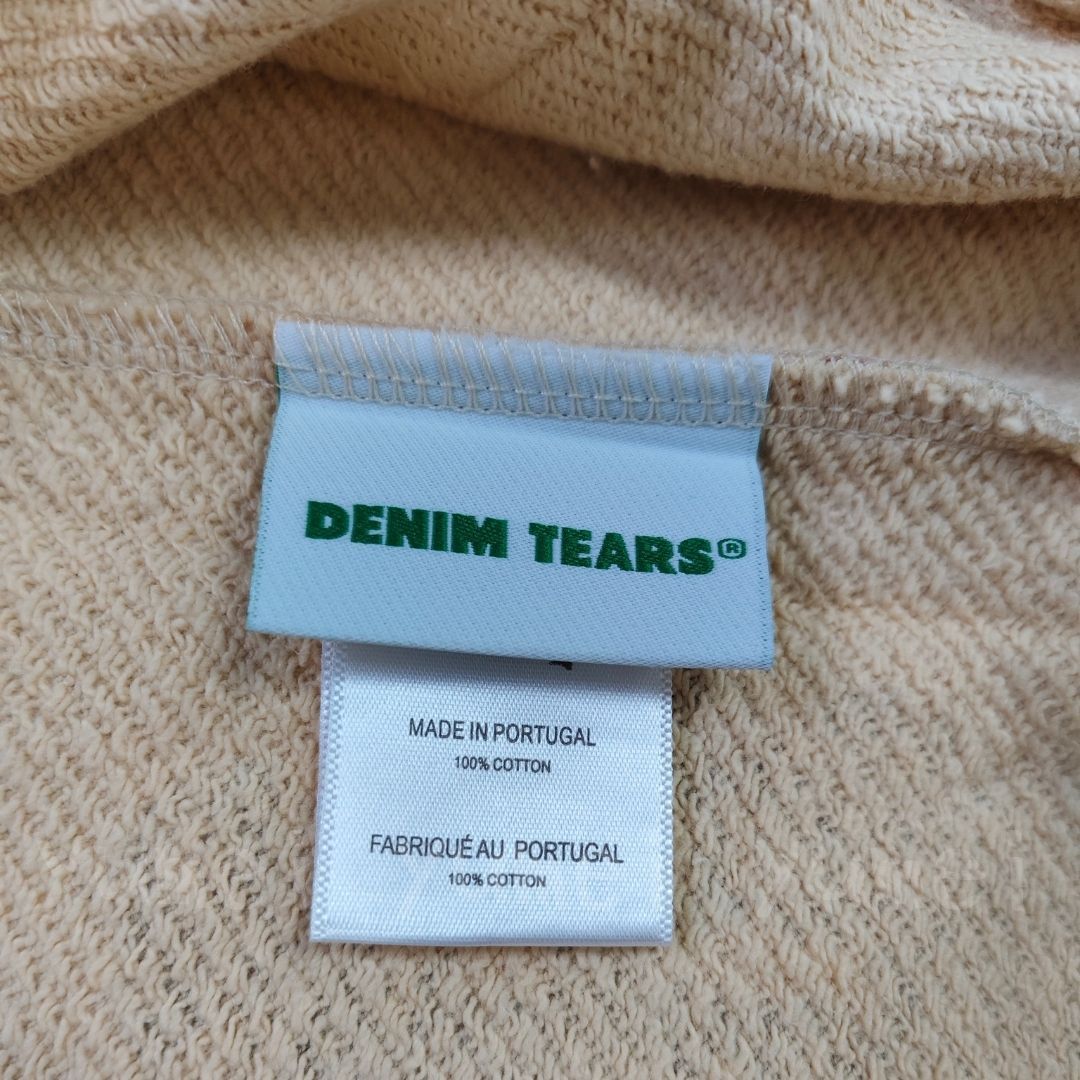 DENIM TEARS®
MADE IN PORTUGAL
100% COTTON
FABRIQUÉ AU PORTUGAL
100% COTTON